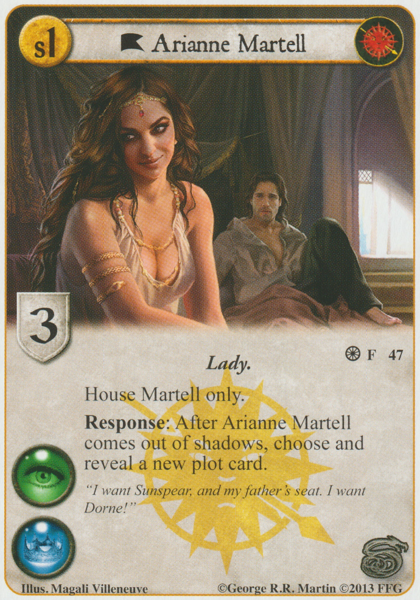 s1
Arianne Martell
3
Lady.
F 47
House Martell only.
Response: After Arianne Martell
comes out of shadows, choose and
reveal a new plot card.
“I want Sunspear, and my father’s seat. I want
Dorne!”
Illus. Magali Villeneuve
©George R.R. Martin ©2013 FFG